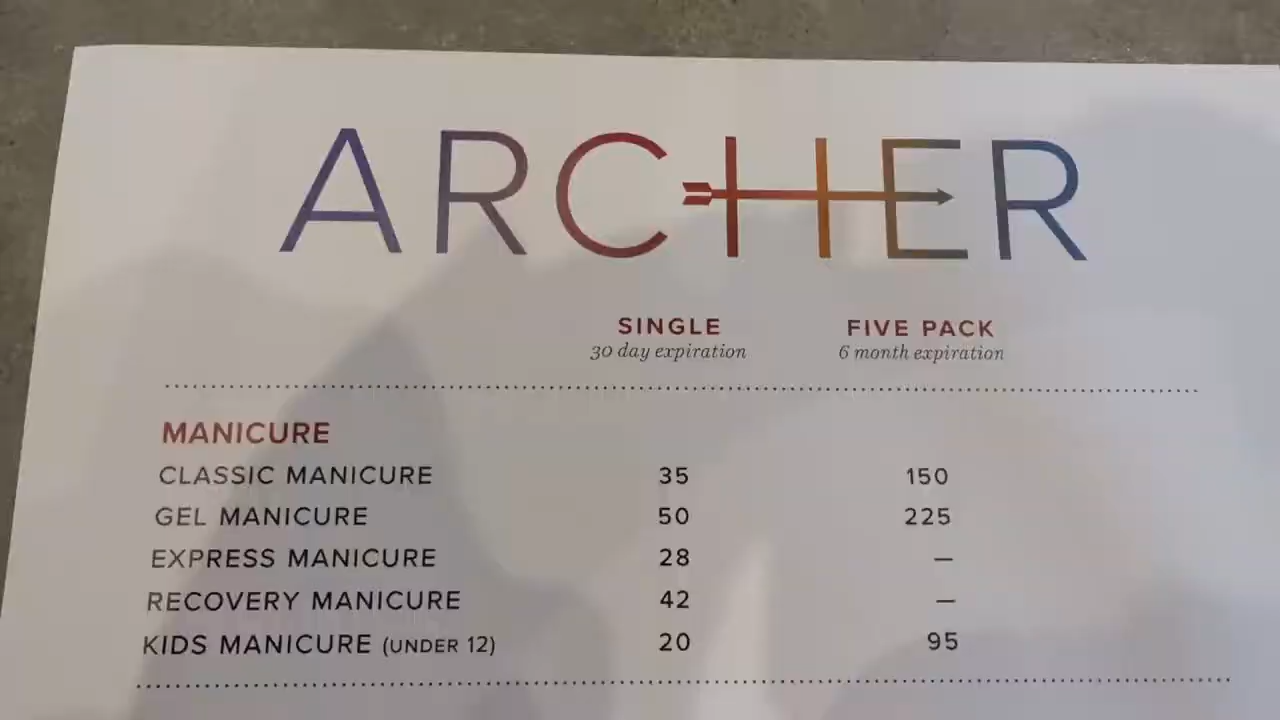 ARCHER
SINGLE FIVE PACK
30 day expiration 6 month expiration
MANICURE
CLASSIC MANICURE 35 150
GEL MANICURE 50 225
EXPRESS MANICURE 28 —
RECOVERY MANICURE 42 —
KIDS MANICURE (UNDER 12) 20 95